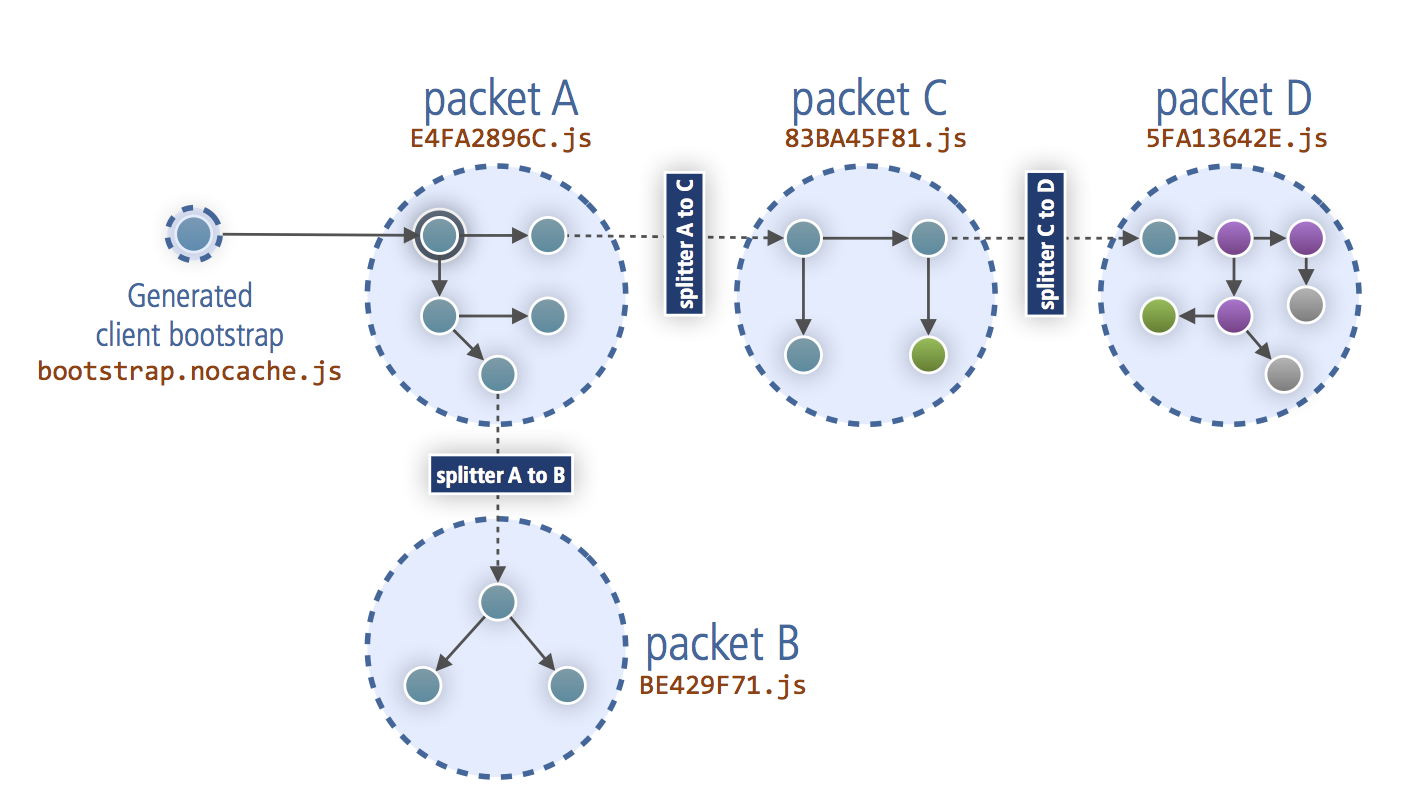 packet A
E4FA2896C.js
packet C
83BA45F81.js
packet D
5FA13642E.js
splitter A to C
splitter C to D
Generated
client bootstrap
bootstrap.nocache.js
splitter A to B
packet B
BE429F71.js